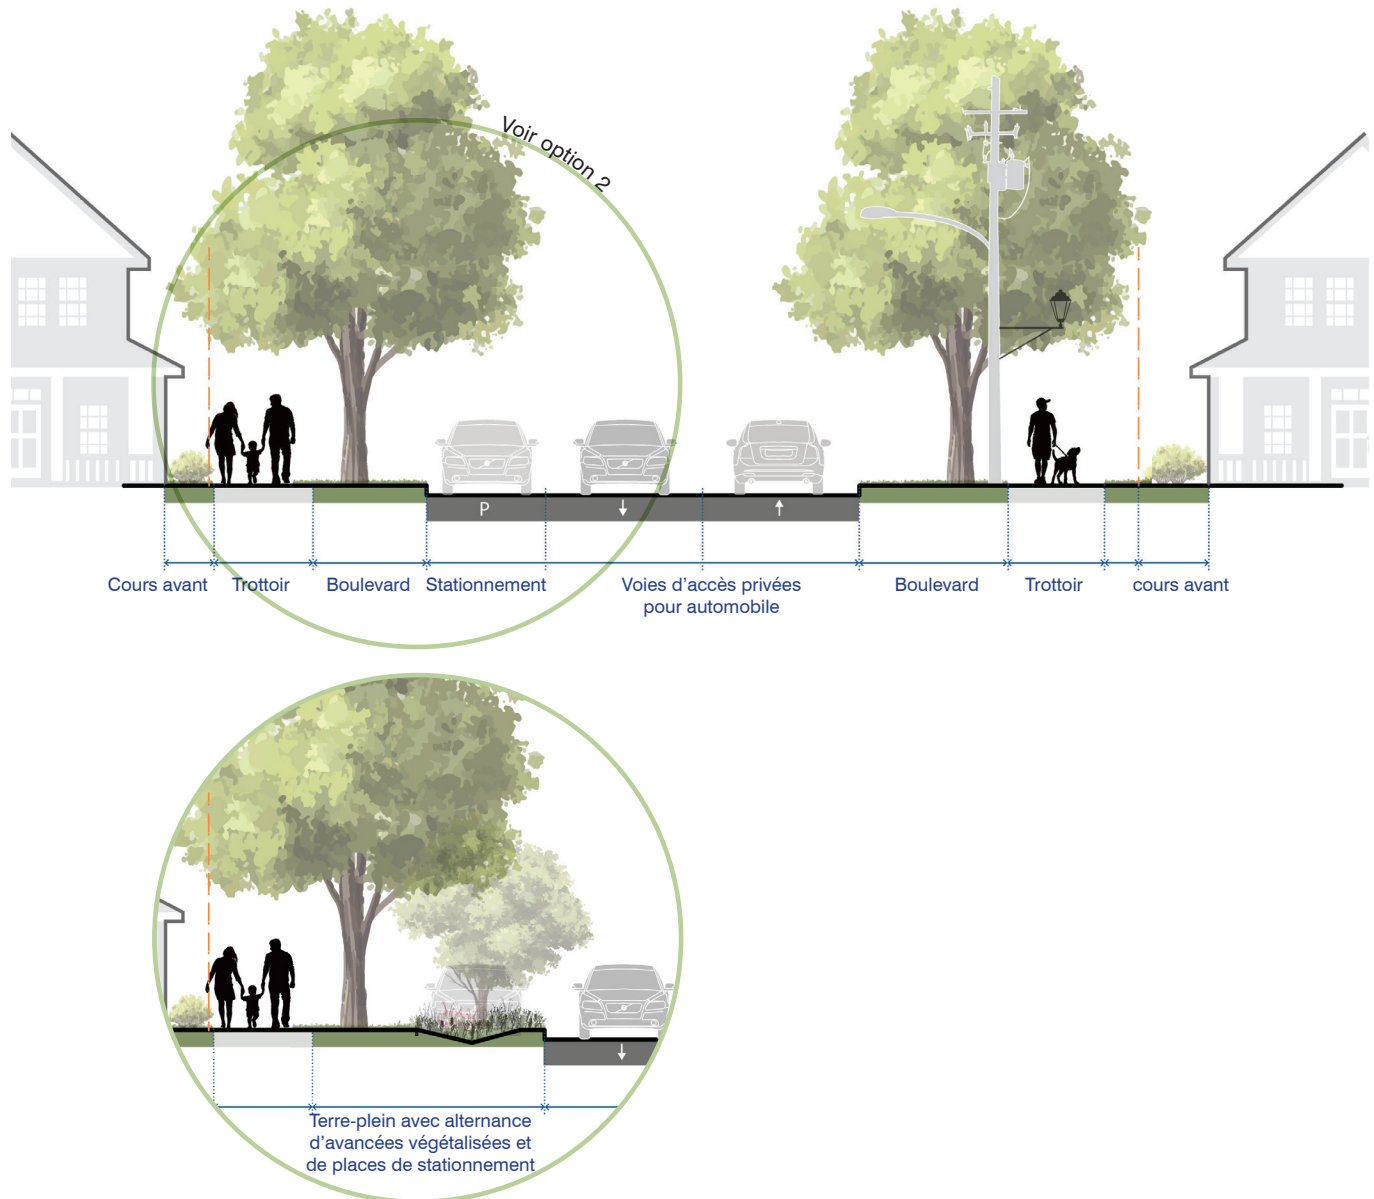 Voir option 2
P
Cours avant
Trottoir
Boulevard
Stationnement
Voies d'accès privées
pour automobile
Boulevard
Trottoir
cours avant
Terre-plein avec alternance
d'avancées végétalisées et
de places de stationnement